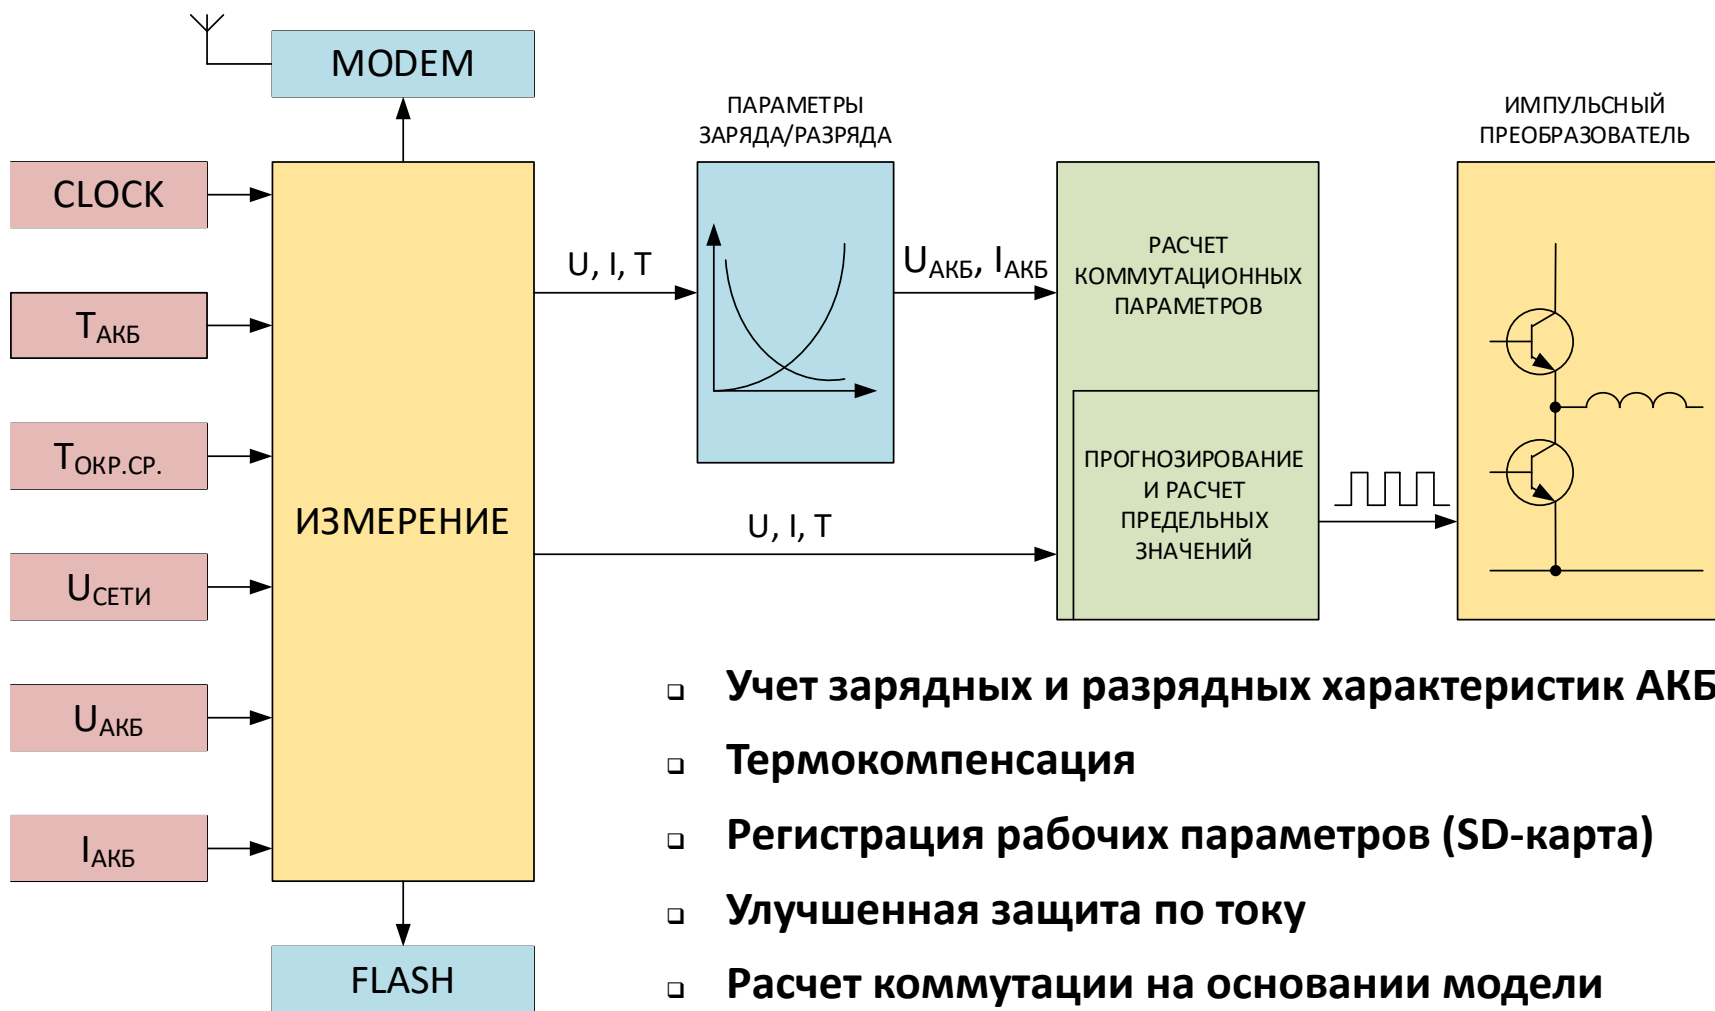 MODEM
ПАРАМЕТРЫ
ЗАРЯДА/РАЗРЯДА
ИМПУЛЬСНЫЙ
ПРЕОБРАЗОВАТЕЛЬ
CLOCK
TАКБ
TОКР.СР.
UСЕТИ
UАКБ
IАКБ
ИЗМЕРЕНИЕ
U, I, T
UАКБ, IАКБ
РАСЧЕТ
КОММУТАЦИОННЫХ
ПАРАМЕТРОВ
U, I, T
ПРОГНОЗИРОВАНИЕ
И РАСЧЕТ
ПРЕДЕЛЬНЫХ
ЗНАЧЕНИЙ
FLASH
Учет зарядных и разрядных характеристик АКБ
Термокомпенсация
Регистрация рабочих параметров (SD-карта)
Улучшенная защита по току
Расчет коммутации на основании модели